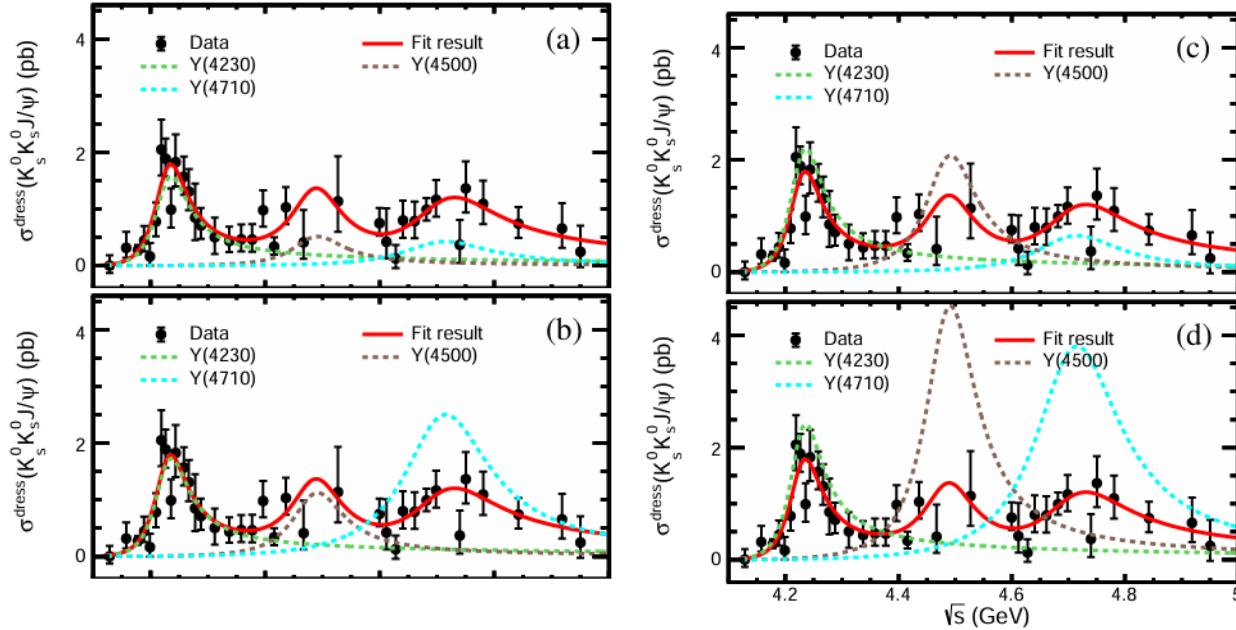 (a)
Data
Fit result
Y(4230)
Y(4500)
Y(4710)
4
2
0
σdress(K0sK0sJ/ψ) (pb)
(b)
Data
Fit result
Y(4230)
Y(4500)
Y(4710)
4
2
0
σdress(K0sK0sJ/ψ) (pb)
(c)
Data
Fit result
Y(4230)
Y(4500)
Y(4710)
4
2
0
σdress(K0sK0sJ/ψ) (pb)
(d)
Data
Fit result
Y(4230)
Y(4500)
Y(4710)
4
2
0
σdress(K0sK0sJ/ψ) (pb)
4.2 4.4 4.6 4.8 5
√s (GeV)